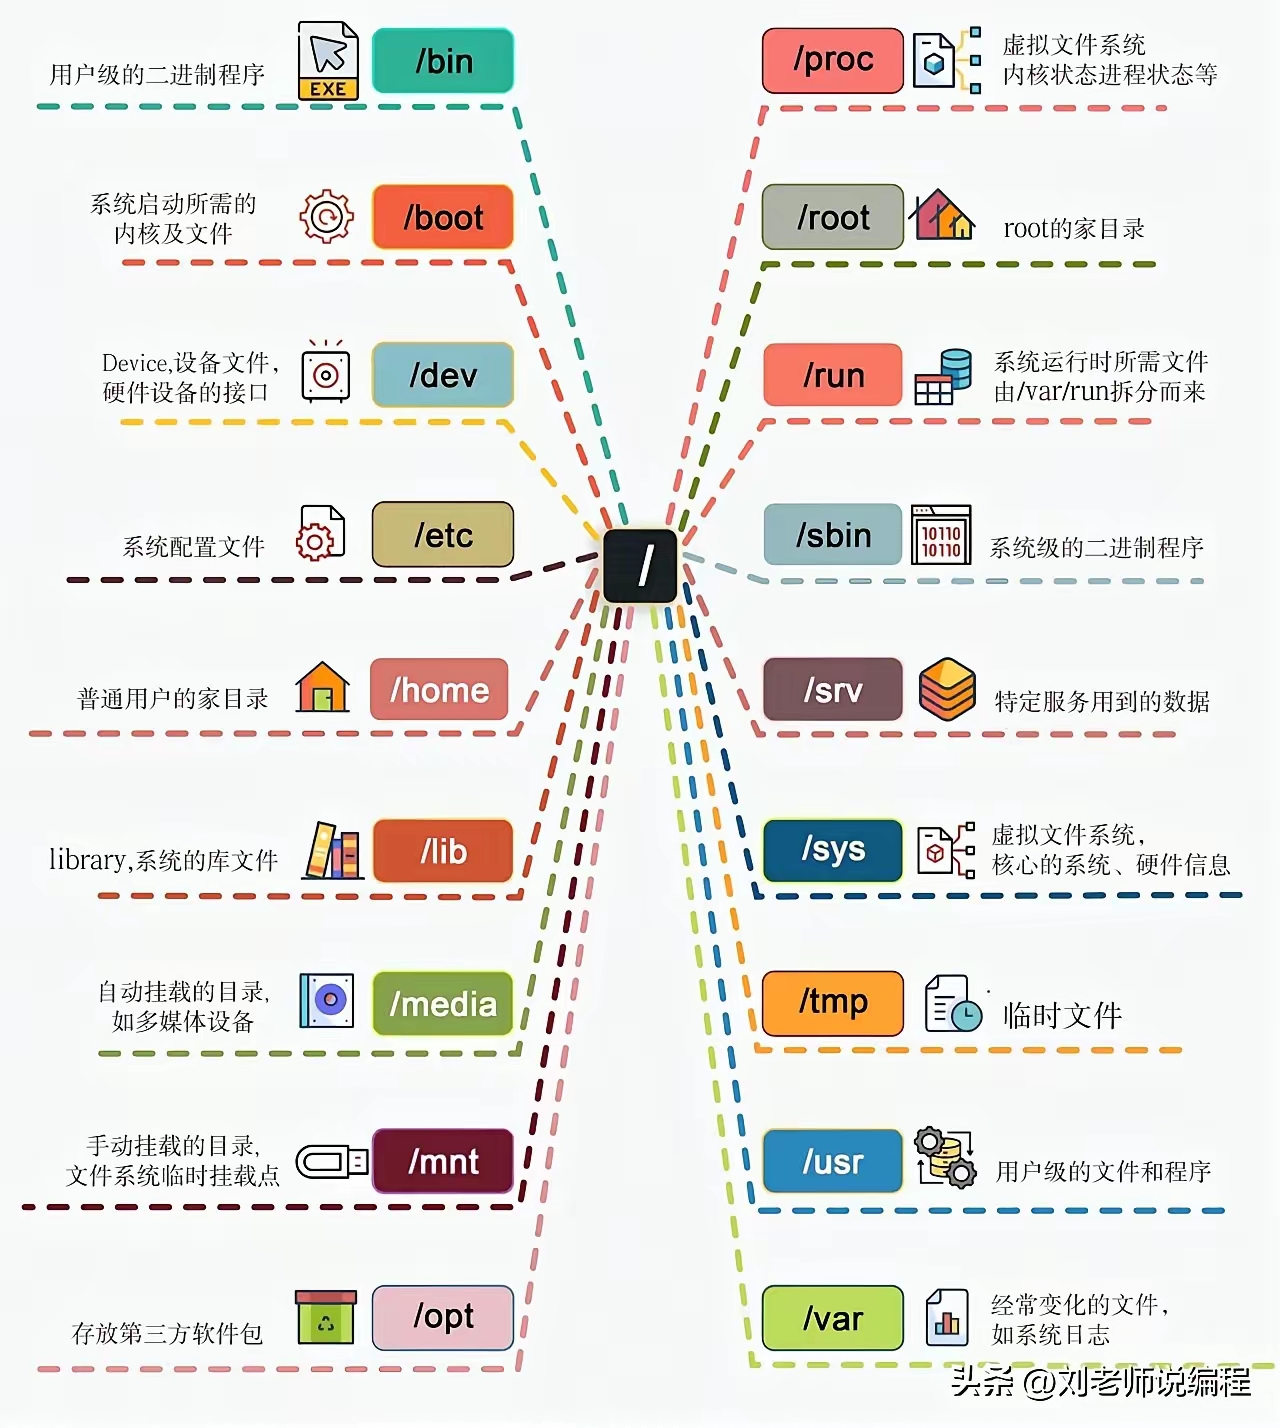 用户级的二进制程序
EXE
/bin
系统启动所需的
内核及文件
/boot
Device,设备文件,
硬件设备的接口
/dev
系统配置文件
/etc
普通用户的家目录
/home
library,系统的库文件
/lib
自动挂载的目录,
如多媒体设备
/media
手动挂载的目录,
文件系统临时挂载点
/mnt
存放第三方软件包
/opt
/
/proc
虚拟文件系统
内核状态进程状态等
/root
root的家目录
/run
系统运行时所需文件
由/var/run拆分而来
/sbin
10110
10110
系统级的二进制程序
/srv
特定服务用到的数据
/sys
虚拟文件系统,
核心的系统、硬件信息
/tmp
临时文件
/usr
用户级的文件和程序
/var
经常变化的文件,
如系统日志
头条 @刘老师说编程